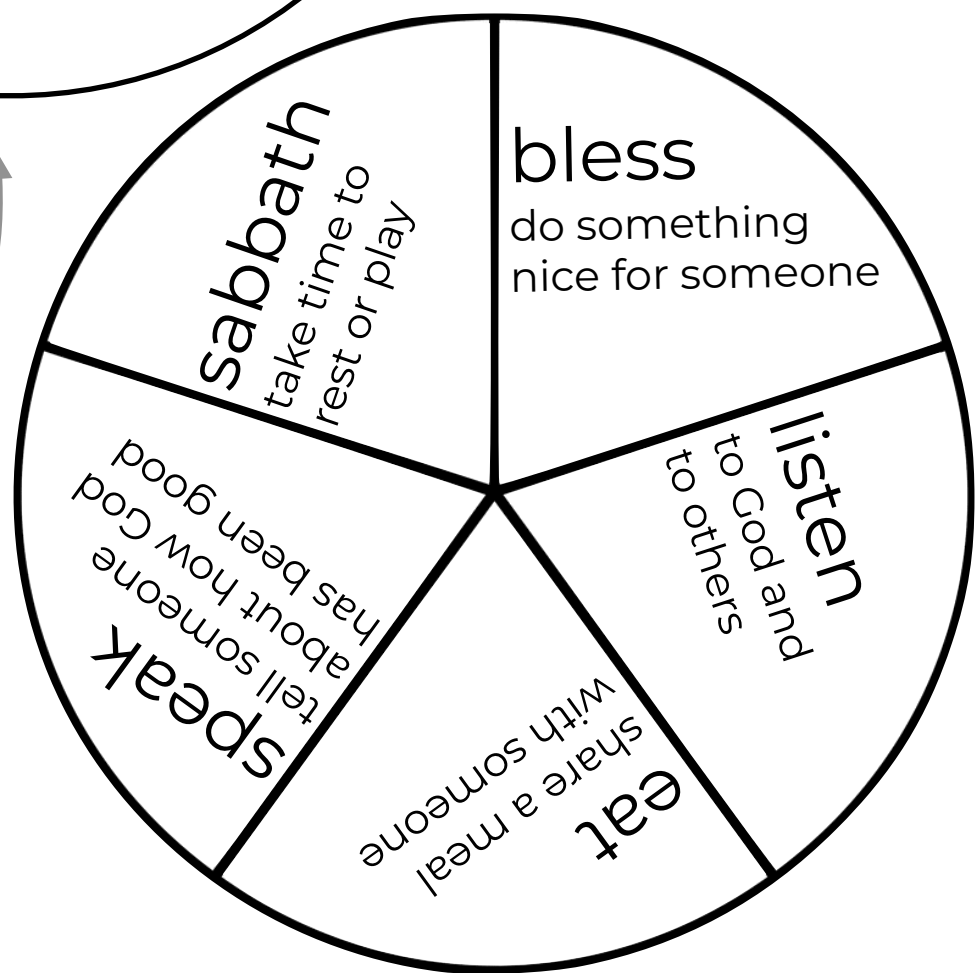 bless
do something
nice for someone
listen
to God and
to others
eat
share a meal
with someone
speak
tell someone
about how God
has been good
sabbath
take time to
rest or play